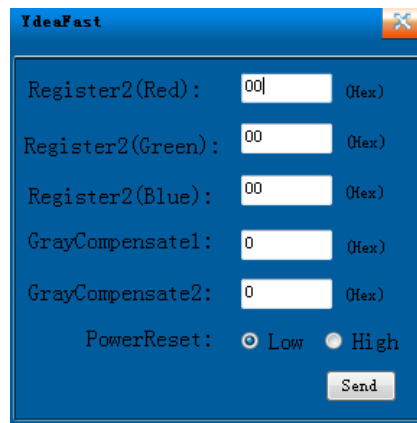 YdeaFast
Register2(Red): 00 (Hex)
Register2(Green): 00 (Hex)
Register2(Blue): 00 (Hex)
GrayCompensate1: 0 (Hex)
GrayCompensate2: 0 (Hex)
PowerReset: Low High
Send